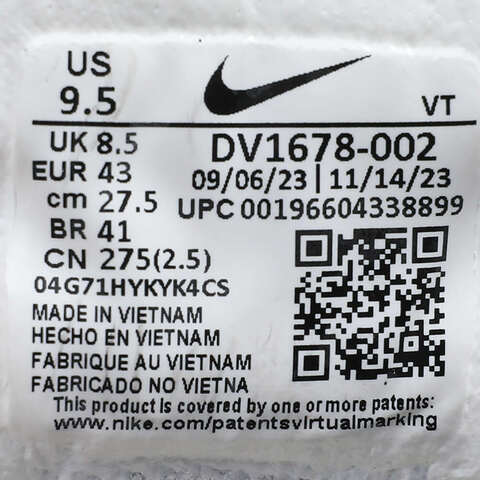 US
9.5
VT
UK 8.5
DV1678-002
EUR 43
09/06/23 | 11/14/23
cm 27.5
UPC 00196604338899
BR 41
CN 275(2.5)
04G71HYKYK4CS
MADE IN VIETNAM
HECHO EN VIETNAM
FABRIQUE AU VIETNAM
FABRICADO NO VIETNA
This product is covered by one or more patents:
www.nike.com/patentsvirtualmarking